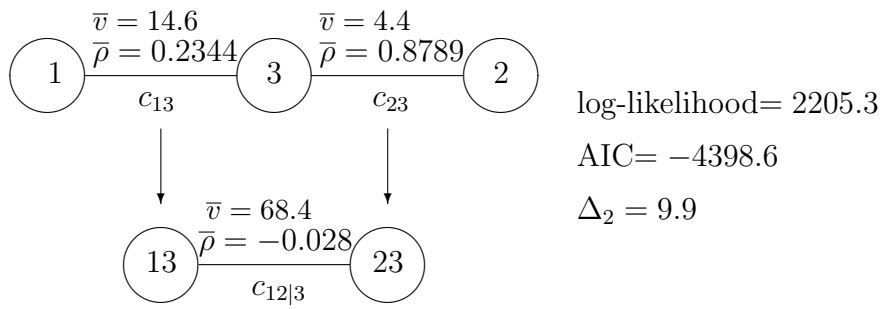 v̅ = 14.6
v̅ = 4.4
ρ̅ = 0.2344
ρ̅ = 0.8789
1
3
2
c₁₃
c₂₃
log-likelihood= 2205.3
AIC= −4398.6
Δ₂ = 9.9
v̅ = 68.4
ρ̅ = −0.028
13
23
c₁₂|₃